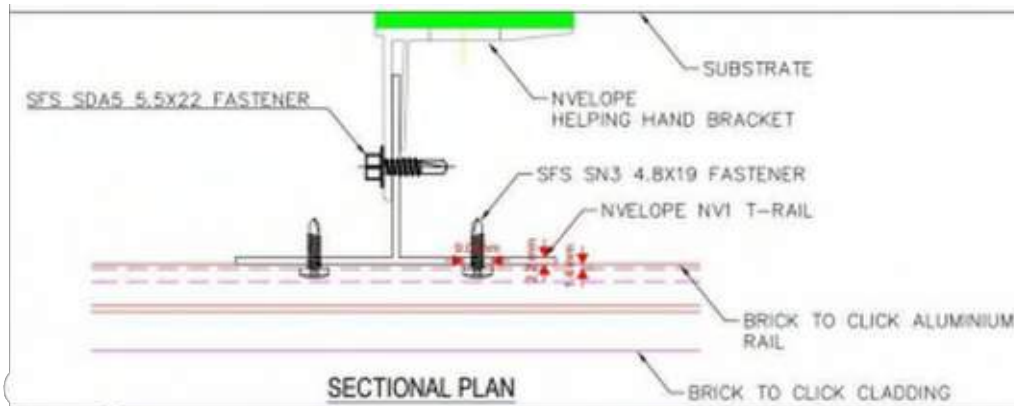 SUBSTRATE
SFS SDA5 5.5X22 FASTENER
NVELOPE
HELPING HAND BRACKET
SFS SN3 4.8X19 FASTENER
NVELOPE NV1 T-RAIL
BRICK TO CLICK ALUMINIUM
RAIL
SECTIONAL PLAN
BRICK TO CLICK CLADDING